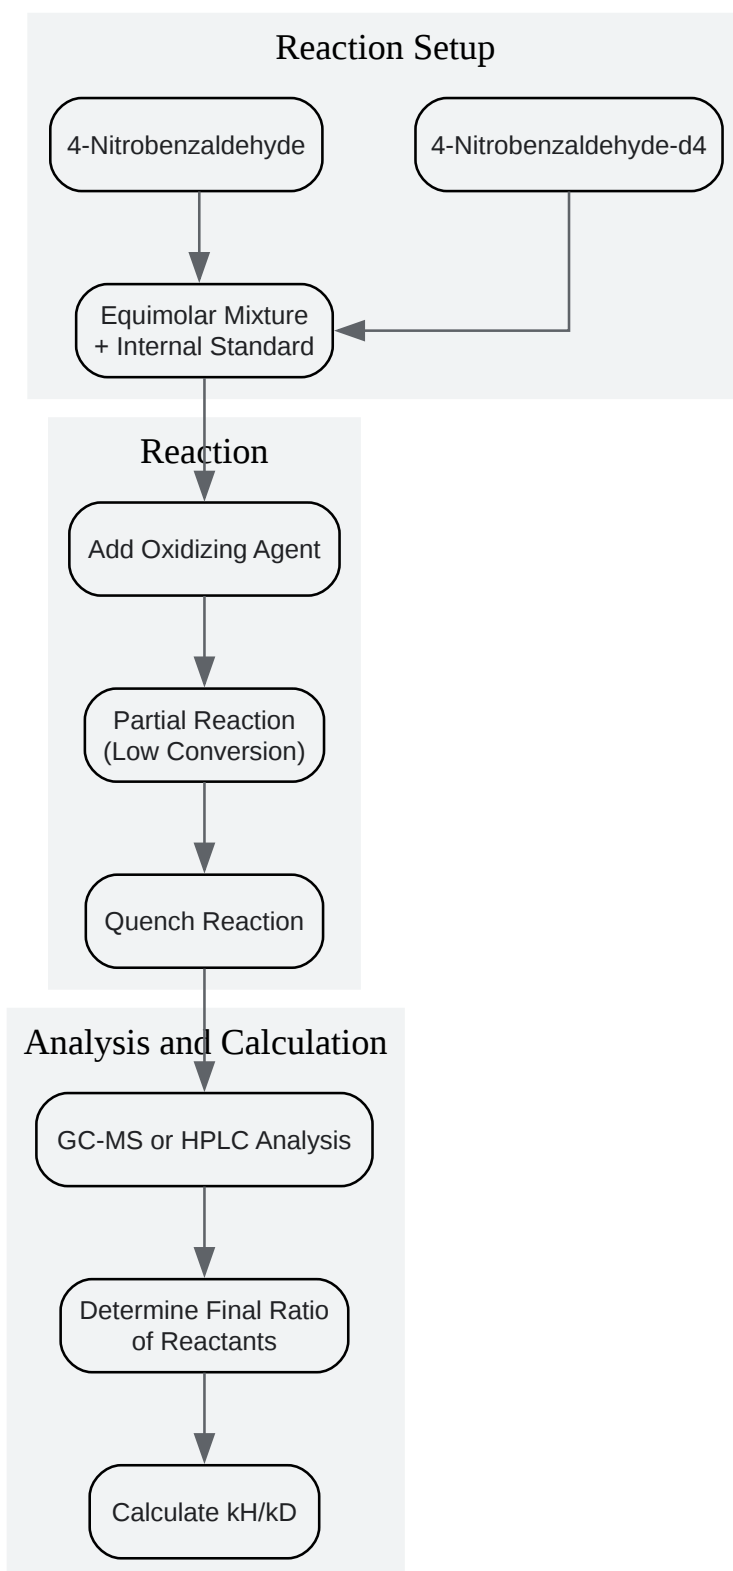 Reaction Setup
4-Nitrobenzaldehyde
4-Nitrobenzaldehyde-d4
Equimolar Mixture
+ Internal Standard
Reaction
Add Oxidizing Agent
Partial Reaction
(Low Conversion)
Quench Reaction
Analysis and Calculation
GC-MS or HPLC Analysis
Determine Final Ratio
of Reactants
Calculate kH/kD